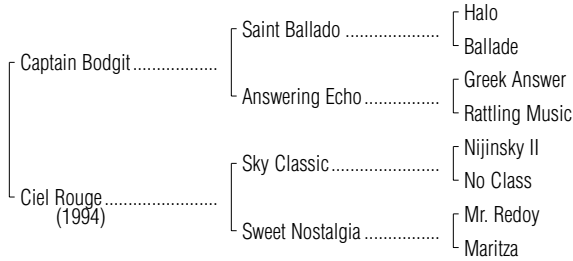 Halo
Saint Ballado ....................
Ballade
Captain Bodgit.................
Greek Answer
Answering Echo................
Rattling Music
Nijinsky II
Sky Classic.......................
No Class
Ciel Rouge.......................
(1994)
Mr. Redoy
Sweet Nostalgia ................
Maritza